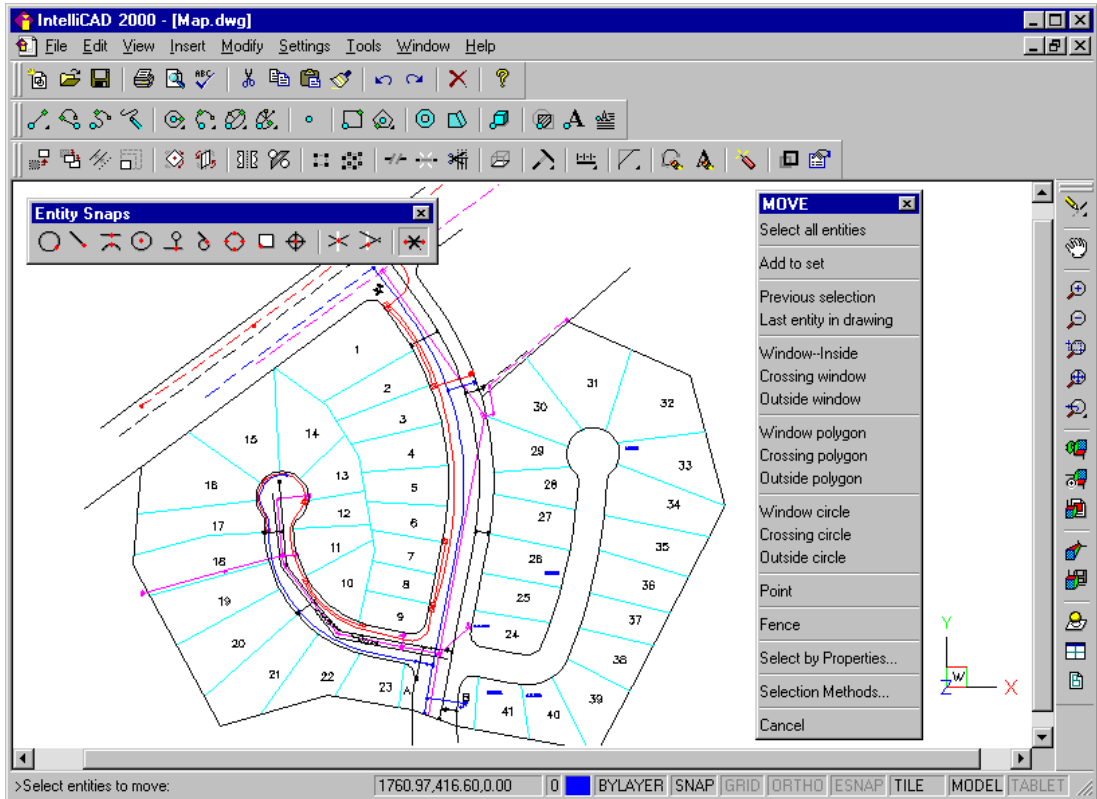 IntelliCAD 2000 - [Map.dwg]
File Edit View Insert Modify Settings Tools Window Help
ABC
A
Entity Snaps
MOVE
Select all entities
Add to set
Previous selection
Last entity in drawing
Window--Inside
Crossing window
Outside window
Window polygon
Crossing polygon
Outside polygon
Window circle
Crossing circle
Outside circle
Point
Fence
Select by Properties...
Selection Methods...
Cancel
1
2
3
4
5
6
7
8
9
10
11
12
13
14
15
16
17
18
19
20
21
22
23
24
25
26
27
28
29
30
31
32
33
34
35
36
37
38
39
40
41
A
B
Y
W
Z
X
>Select entities to move:
1760.97,416.60,0.00 0 BYLAYER SNAP GRID ORTHO ESNAP TILE MODEL TABLET